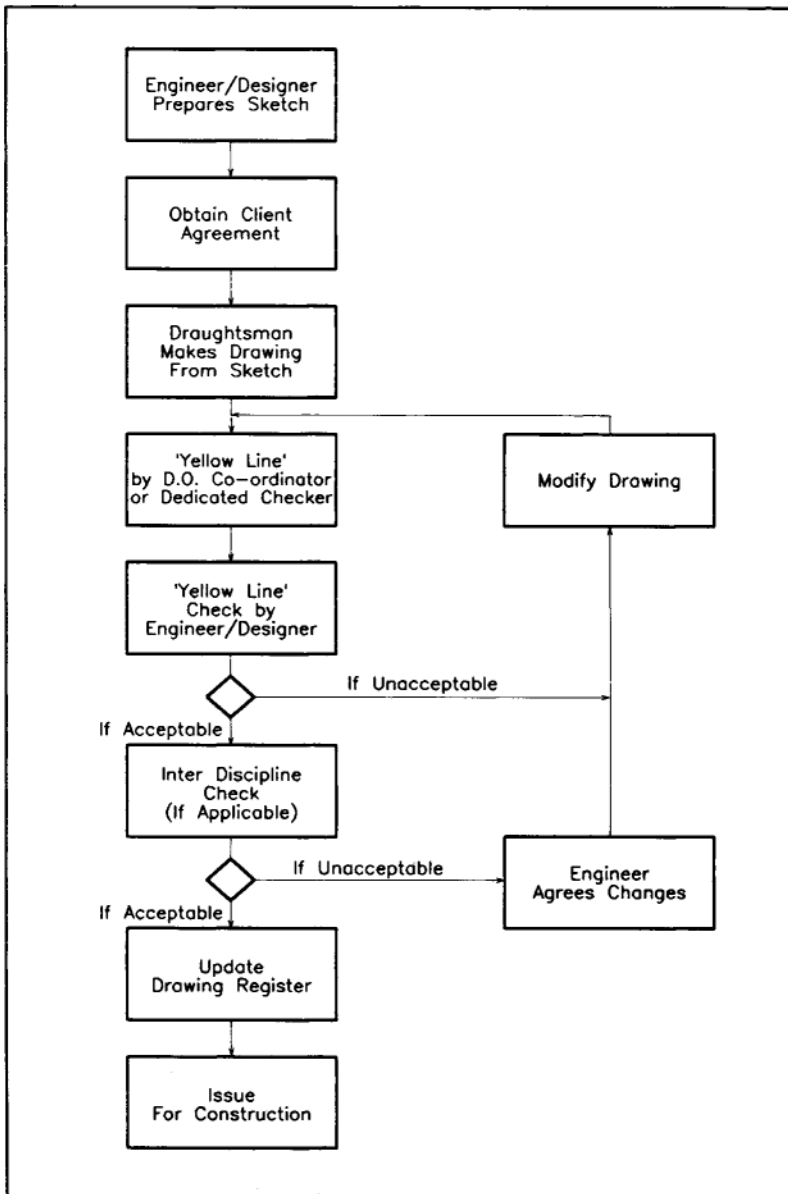 Engineer/Designer
Prepares Sketch
Obtain Client
Agreement
Draughtsman
Makes Drawing
From Sketch
'Yellow Line'
by D.O. Co-ordinator
or Dedicated Checker
Modify Drawing
'Yellow Line'
Check by
Engineer/Designer
If Unacceptable
If Acceptable
Inter Discipline
Check
(If Applicable)
If Unacceptable
Engineer
Agrees Changes
If Acceptable
Update
Drawing Register
Issue
For Construction